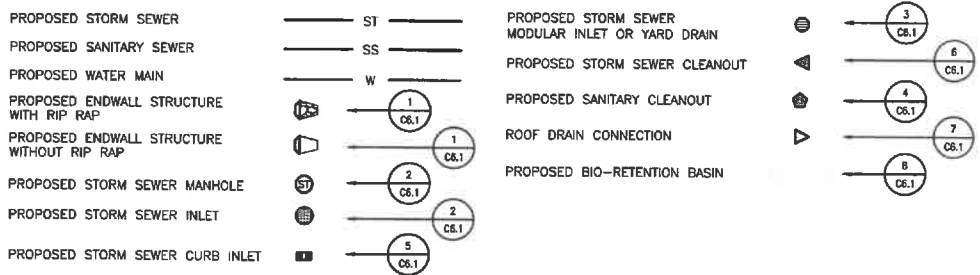 PROPOSED STORM SEWER
ST
PROPOSED SANITARY SEWER
SS
PROPOSED WATER MAIN
W
PROPOSED ENDWALL STRUCTURE
WITH RIP RAP
1
C6.1
PROPOSED ENDWALL STRUCTURE
WITHOUT RIP RAP
1
C6.1
PROPOSED STORM SEWER MANHOLE
ST
2
C6.1
PROPOSED STORM SEWER INLET
2
C6.1
PROPOSED STORM SEWER CURB INLET
5
C6.1
PROPOSED STORM SEWER
MODULAR INLET OR YARD DRAIN
3
C6.1
PROPOSED STORM SEWER CLEANOUT
6
C6.1
PROPOSED SANITARY CLEANOUT
4
C6.1
ROOF DRAIN CONNECTION
7
C6.1
PROPOSED BIO-RETENTION BASIN
8
C6.1